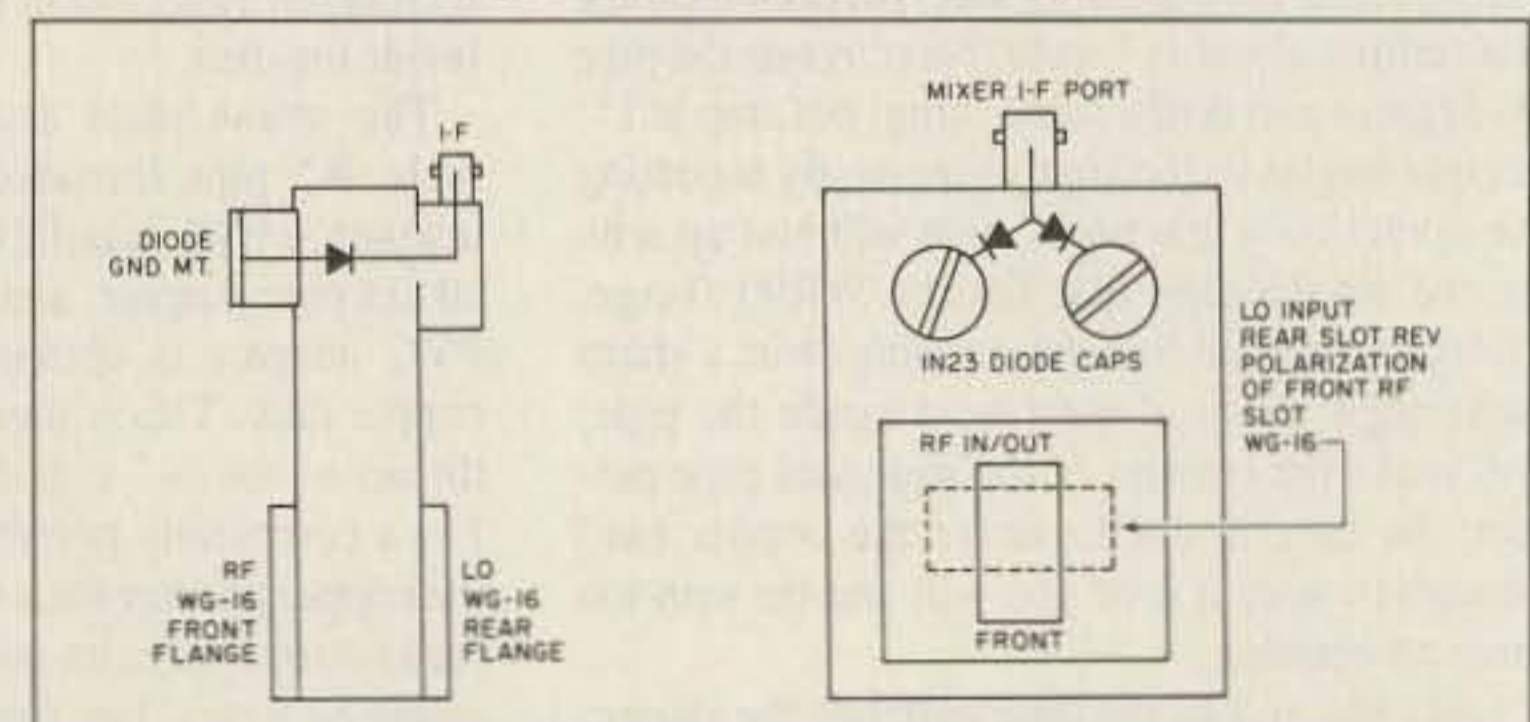 I-F
DIODE
GND MT.
RF
WG-16
FRONT
FLANGE
LO
WG-16
REAR
FLANGE
MIXER I-F PORT
IN23 DIODE CAPS
RF IN/OUT
FRONT
LO INPUT
REAR SLOT REV
POLARIZATION
OF FRONT RF
SLOT
WG-16